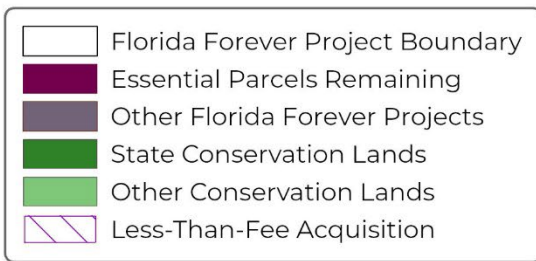 Florida Forever Project Boundary
Essential Parcels Remaining
Other Florida Forever Projects
State Conservation Lands
Other Conservation Lands
Less-Than-Fee Acquisition